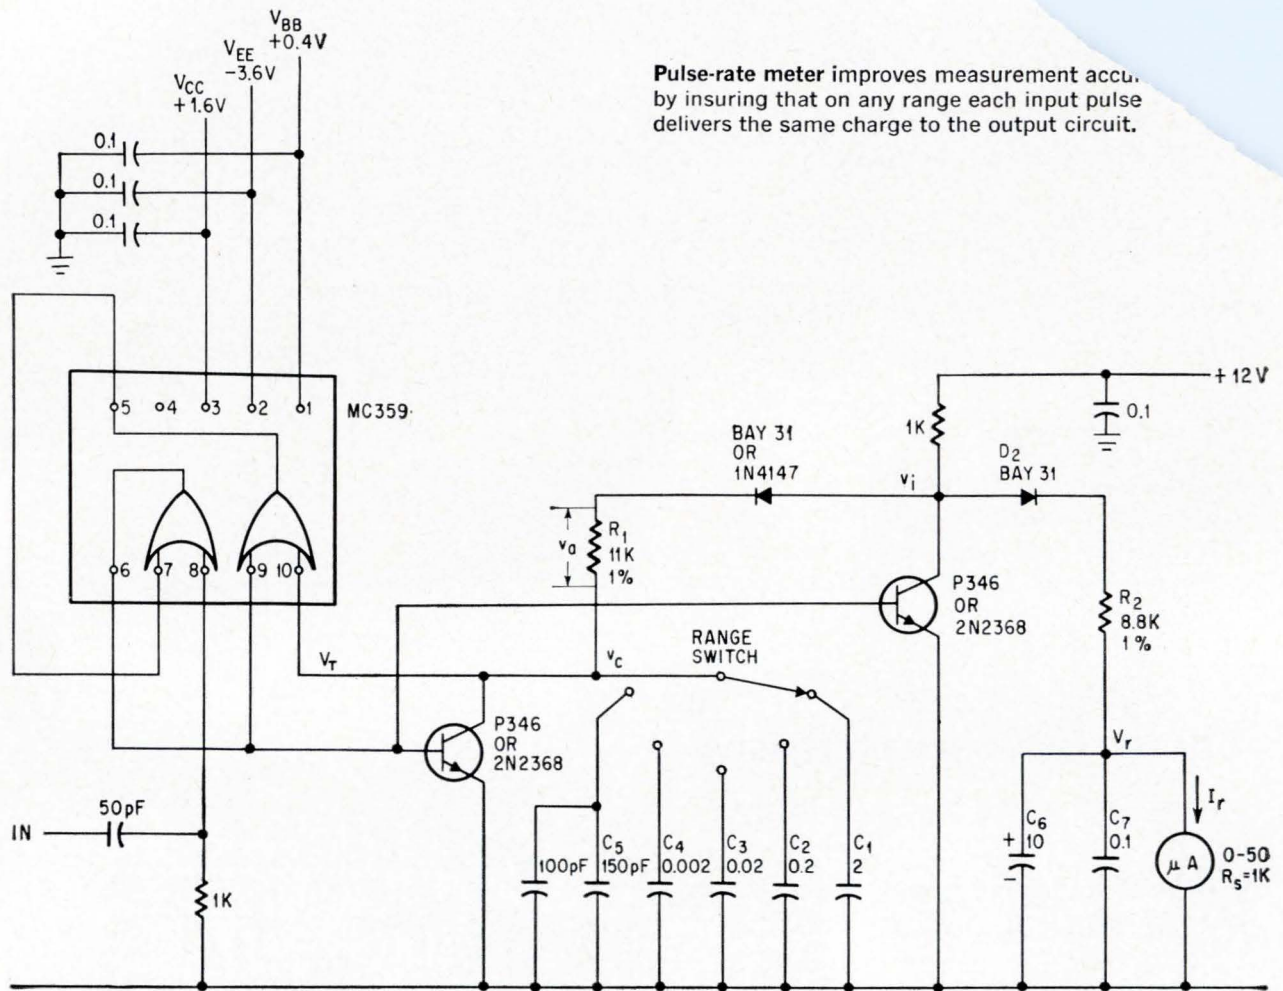 V_BB
+0.4V
V_EE
-3.6V
V_CC
+1.6V
Pulse-rate meter improves measurement
by insuring that on any range each input pulse
delivers the same charge to the output circuit.
0.1
0.1
0.1
5 4 3 2 1
MC359
6 7 8 9 10
+12V
0.1
1K
D2
BAY 31
BAY 31
OR
1N4147
v_i
v_a
R1
11K
1%
P346
OR
2N2368
R2
8.8K
1%
V_T
v_c
RANGE
SWITCH
P346
OR
2N2368
V_r
I_r
IN
50pF
1K
100pF
C5
150pF
C4
0.002
C3
0.02
C2
0.2
C1
2
+
C6
10
-
C7
0.1
μA
0-50
R_s=1K